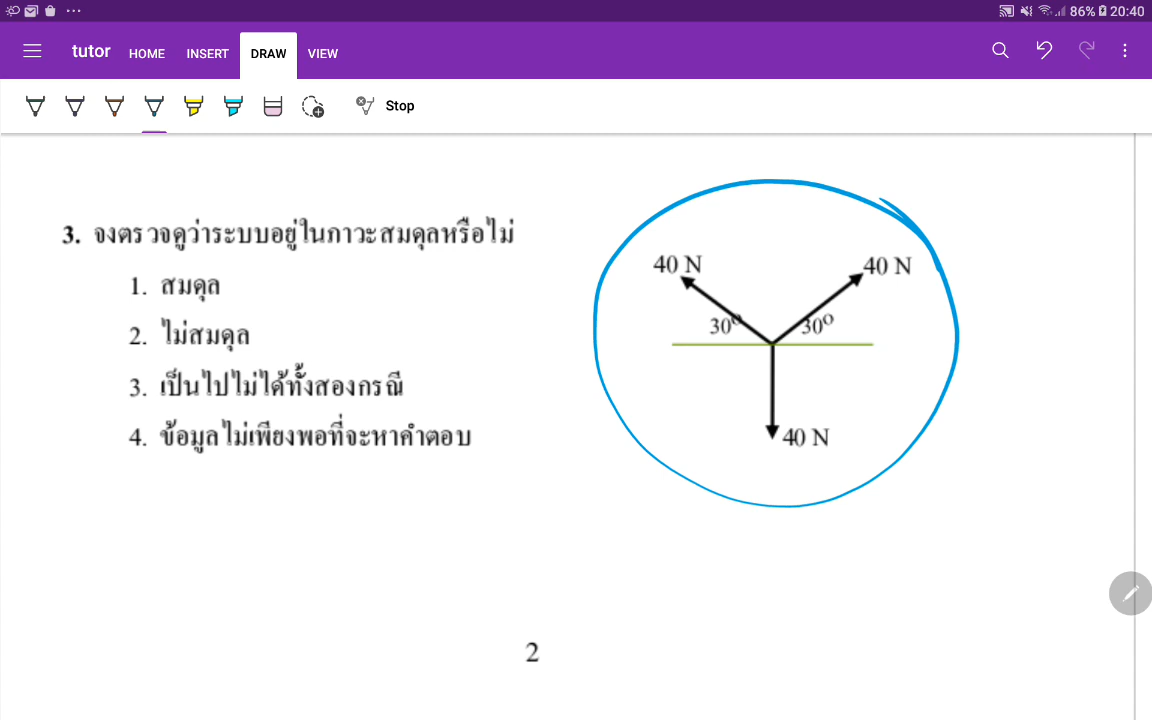 86% 20:40
tutor HOME INSERT DRAW VIEW
Stop
3. จงตรวจดูว่าระบบอยู่ในภาวะสมดุลหรือไม่
1. สมดุล
2. ไม่สมดุล
3. เป็นไปไม่ได้ทั้งสองกรณี
4. ข้อมูลไม่เพียงพอที่จะหาคำตอบ
40 N
40 N
30° 30°
40 N
2